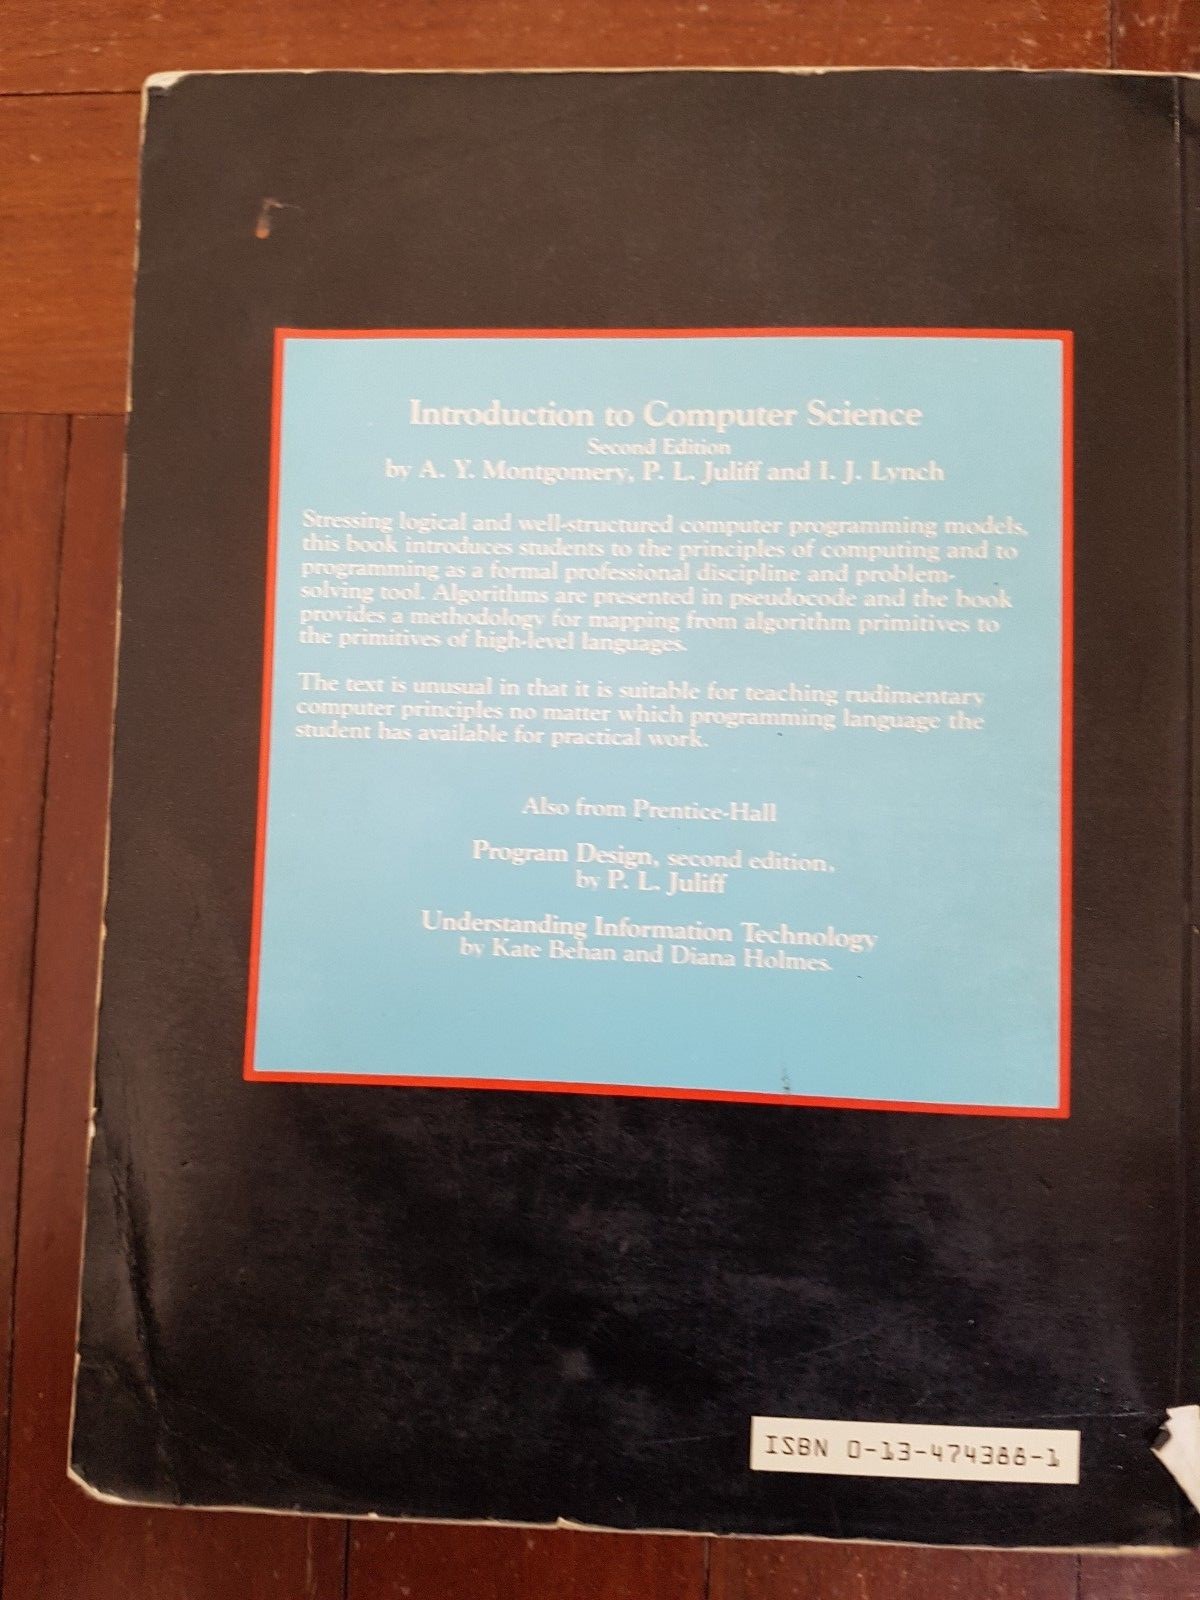 Introduction to Computer Science
Second Edition
by A. Y. Montgomery, P. L. Juliff and I. J. Lynch
Stressing logical and well-structured computer programming models,
this book introduces students to the principles of computing and to
programming as a formal professional discipline and problem-
solving tool. Algorithms are presented in pseudocode and the book
provides a methodology for mapping from algorithm primitives to
the primitives of high-level languages.
The text is unusual in that it is suitable for teaching rudimentary
computer principles no matter which programming language the
student has available for practical work.
Also from Prentice-Hall
Program Design, second edition,
by P. L. Juliff
Understanding Information Technology
by Kate Behan and Diana Holmes.
ISBN 0-13-474388-1